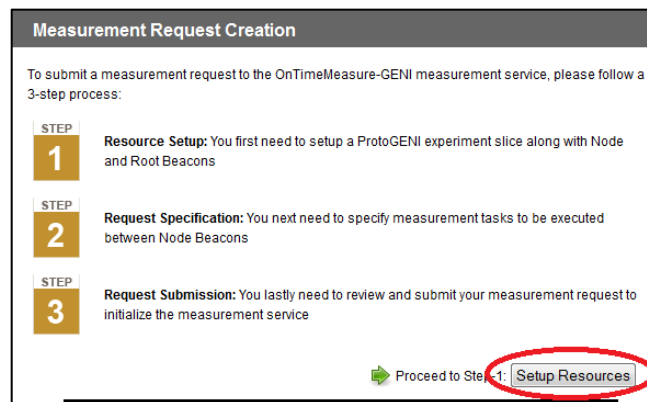 Measurement Request Creation
To submit a measurement request to the OnTimeMeasure-GENI measurement service, please follow a
3-step process:
STEP
1
Resource Setup: You first need to setup a ProtoGENI experiment slice along with Node
and Root Beacons
STEP
2
Request Specification: You next need to specify measurement tasks to be executed
between Node Beacons
STEP
3
Request Submission: You lastly need to review and submit your measurement request to
initialize the measurement service
Proceed to Step-1: Setup Resources